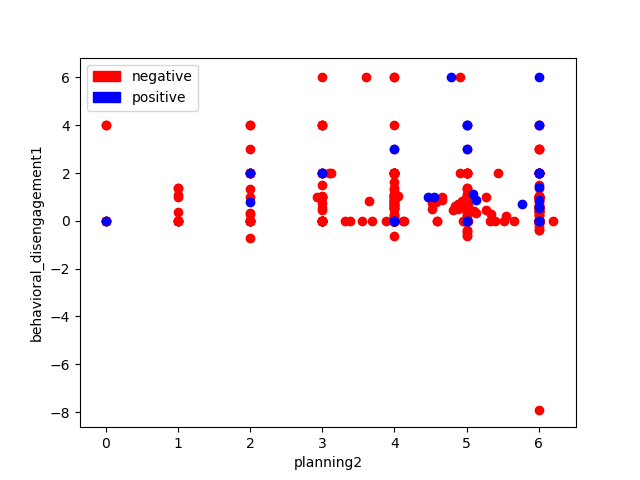 negative
positive
6
4
2
0
−2
−4
−6
−8
behavioral_disengagement1
0 1 2 3 4 5 6
planning2